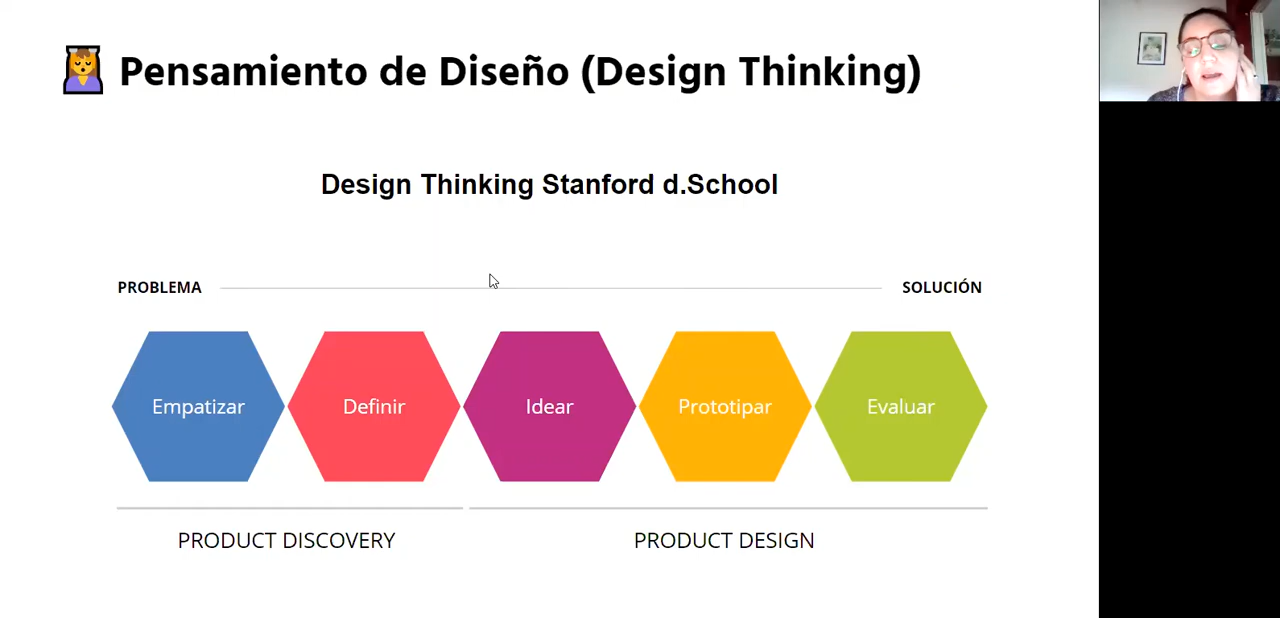 Pensamiento de Diseño (Design Thinking)
Design Thinking Stanford d.School
PROBLEMA
SOLUCIÓN
Empatizar
Definir
Idear
Prototipar
Evaluar
PRODUCT DISCOVERY
PRODUCT DESIGN